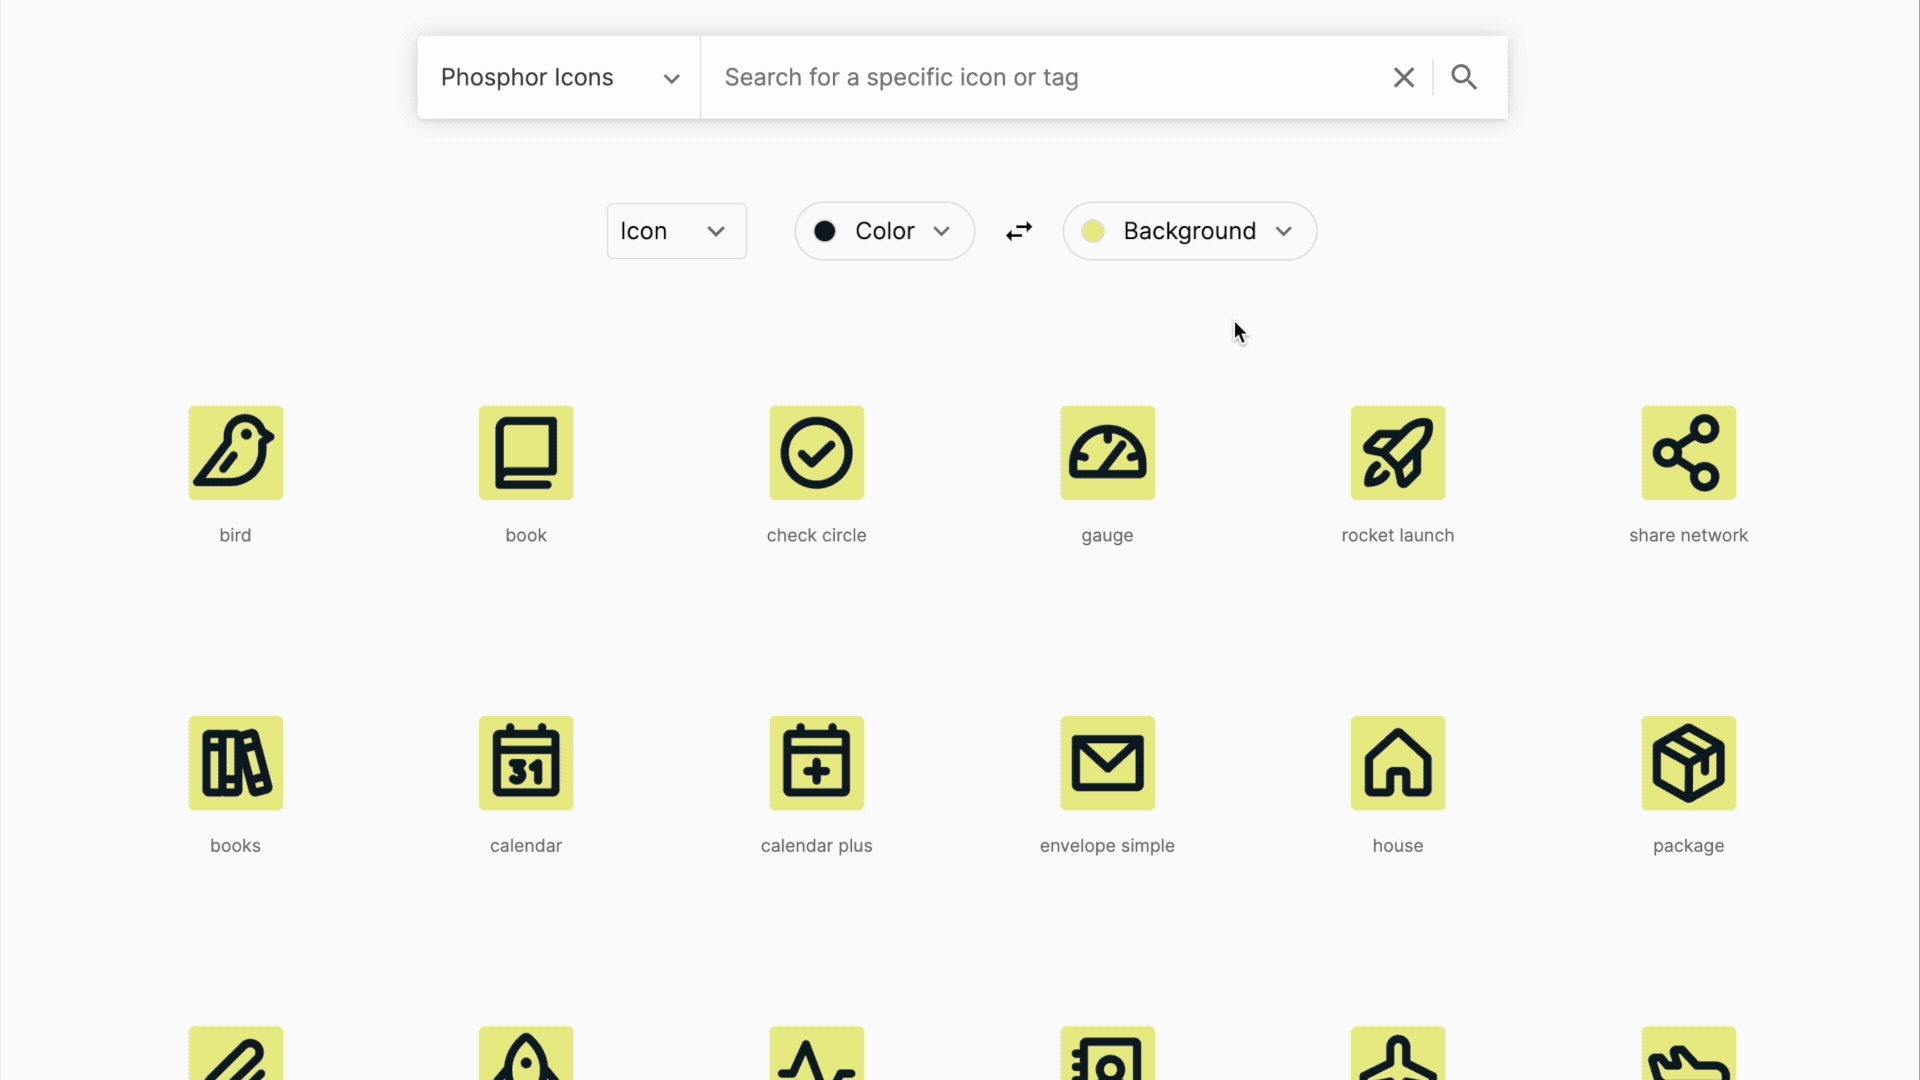 Phosphor Icons
Search for a specific icon or tag
Icon
Color
Background
bird
book
check circle
gauge
rocket launch
share network
31
books
calendar
calendar plus
envelope simple
house
package